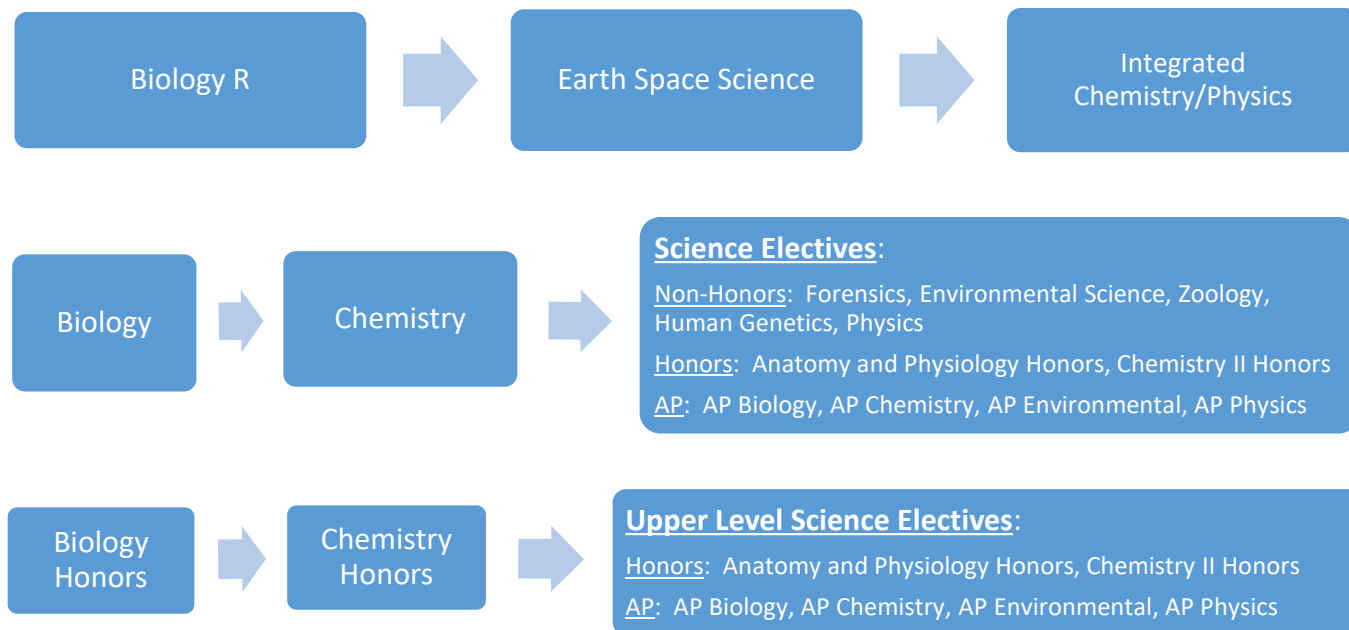 Biology R
Earth Space Science
Integrated
Chemistry/Physics
Biology
Chemistry
Science Electives:
Non-Honors:  Forensics, Environmental Science, Zoology,
Human Genetics, Physics
Honors:  Anatomy and Physiology Honors, Chemistry II Honors
AP:  AP Biology, AP Chemistry, AP Environmental, AP Physics
Biology
Honors
Chemistry
Honors
Upper Level Science Electives:
Honors:  Anatomy and Physiology Honors, Chemistry II Honors
AP:  AP Biology, AP Chemistry, AP Environmental, AP Physics